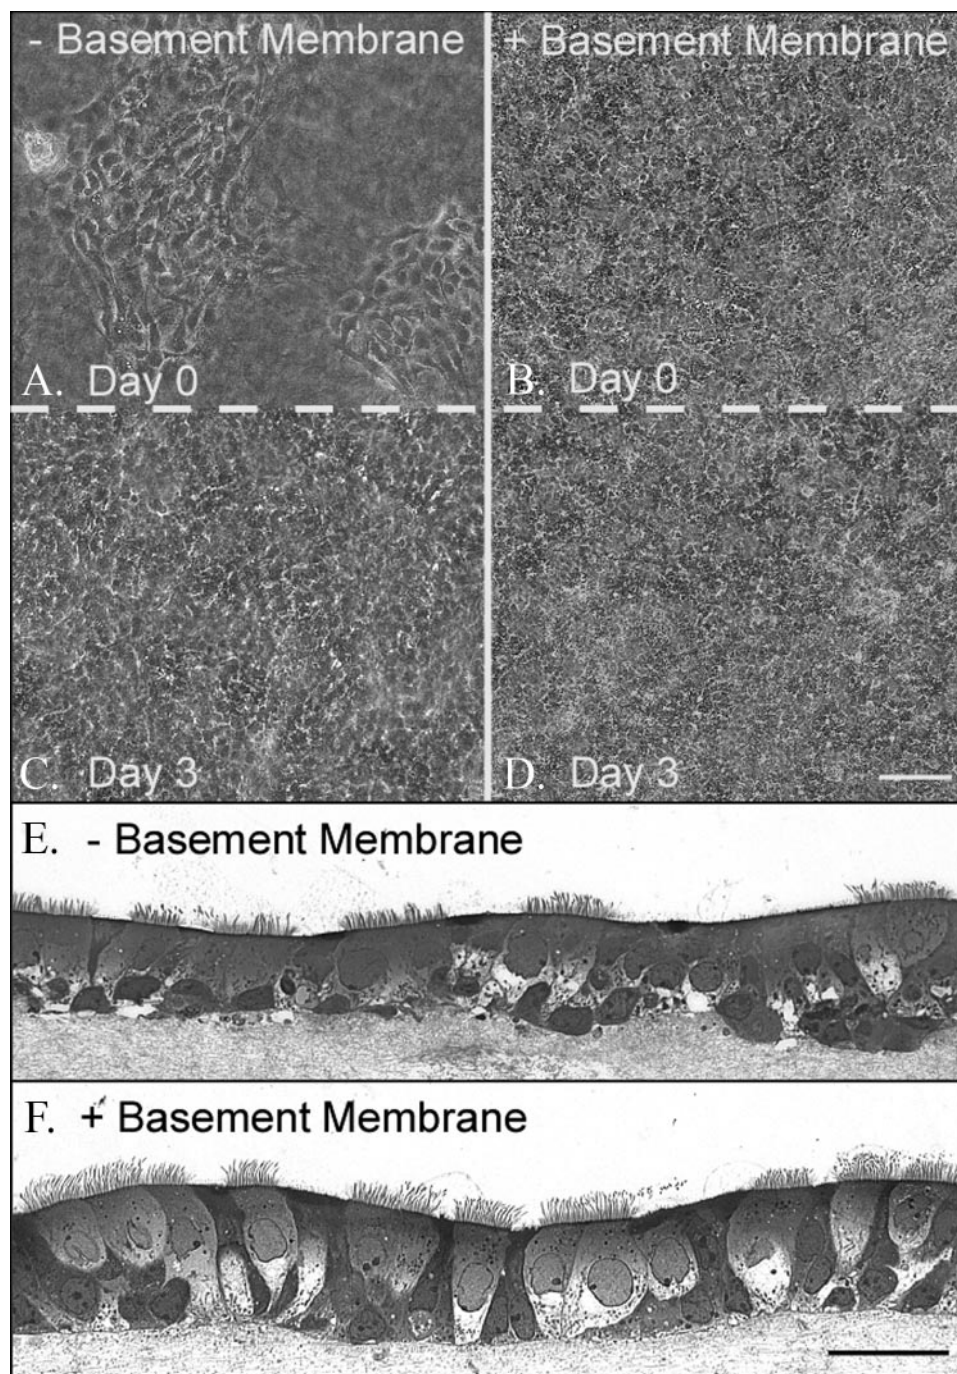 - Basement Membrane
+ Basement Membrane
A. Day 0
B. Day 0
C. Day 3
D. Day 3
E. - Basement Membrane
F. + Basement Membrane